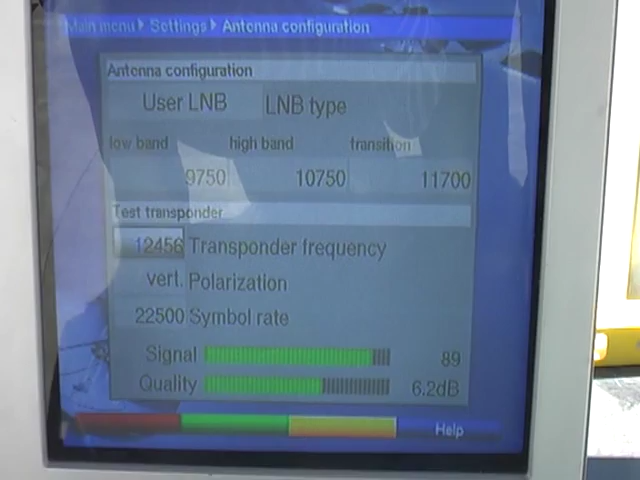 Main menu Settings Antenna configuration
Antenna configuration
User LNB LNB type
low band high band transition
9750 10750 11700
Test transponder
12456 Transponder frequency
vert. Polarization
22500 Symbol rate
Signal 89
Quality 6.2dB
Help